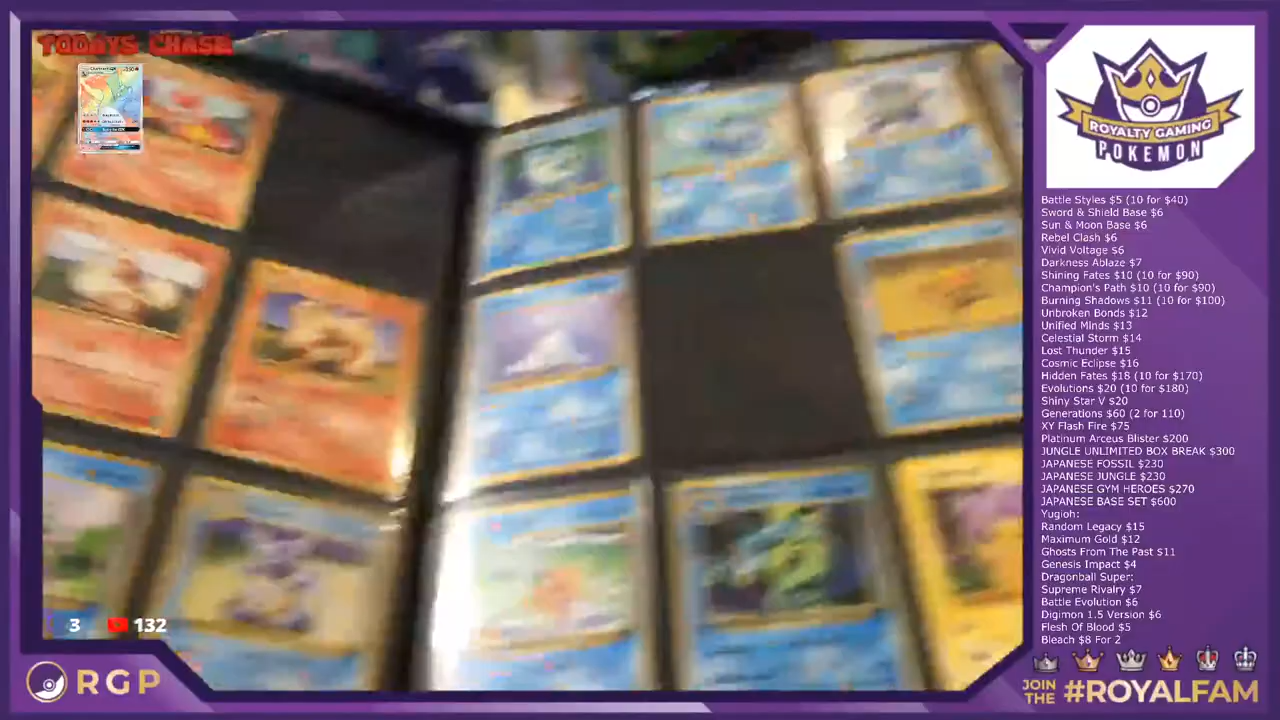 TODAYS CHASE
ROYALTY GAMING
POKEMON
Battle Styles $5 (10 for $40)
Sword & Shield Base $6
Sun & Moon Base $6
Rebel Clash $6
Vivid Voltage $6
Darkness Ablaze $7
Shining Fates $10 (10 for $90)
Champion's Path $10 (10 for $90)
Burning Shadows $11 (10 for $100)
Unbroken Bonds $12
Unified Minds $13
Celestial Storm $14
Lost Thunder $15
Cosmic Eclipse $16
Hidden Fates $18 (10 for $170)
Evolutions $20 (10 for $180)
Shiny Star V $20
Generations $60 (2 for 110)
XY Flash Fire $75
Platinum Arceus Blister $200
JUNGLE UNLIMITED BOX BREAK $300
JAPANESE FOSSIL $230
JAPANESE JUNGLE $230
JAPANESE GYM HEROES $270
JAPANESE BASE SET $600
Yugioh:
Random Legacy $15
Maximum Gold $12
Ghosts From The Past $11
Genesis Impact $4
Dragonball Super:
Supreme Rivalry $7
Battle Evolution $6
Digimon 1.5 Version $6
Flesh Of Blood $5
Bleach $8 For 2
3 132
RGP
JOIN THE #ROYALFAM